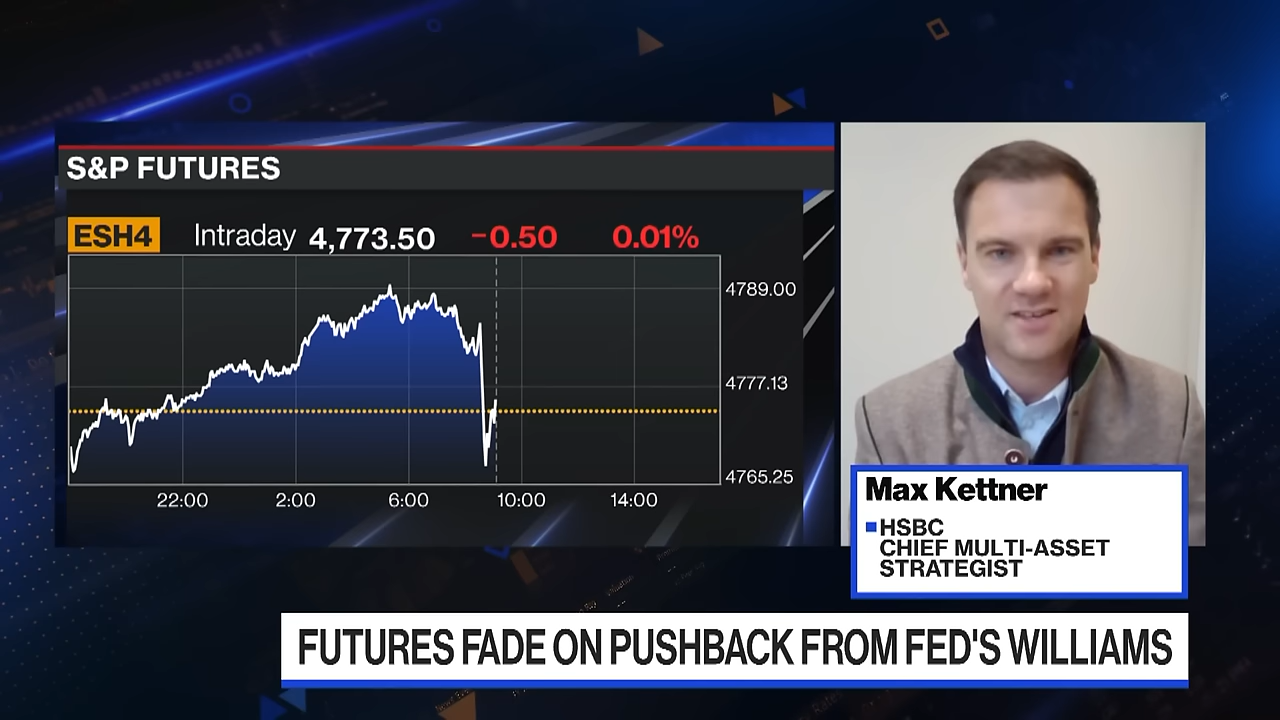 S&P FUTURES
ESH4 Intraday 4,773.50 −0.50 0.01%
4789.00
4777.13
4765.25
22:00 2:00 6:00 10:00 14:00
Max Kettner
HSBC
CHIEF MULTI-ASSET
STRATEGIST
FUTURES FADE ON PUSHBACK FROM FED'S WILLIAMS